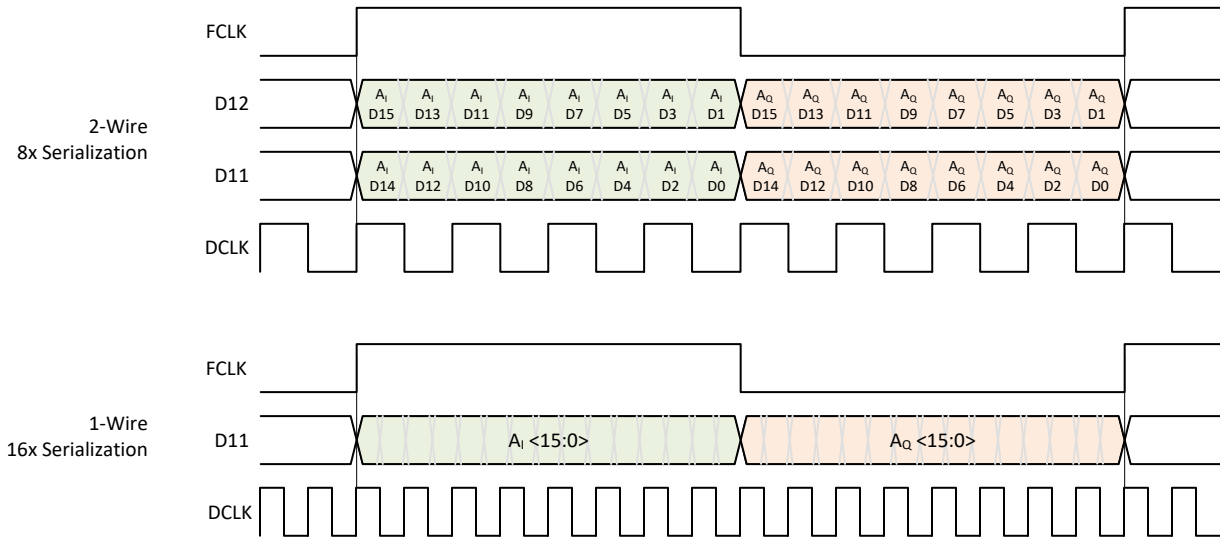 FCLK
D12
A_I A_I A_I A_I A_I A_I A_I A_I A_Q A_Q A_Q A_Q A_Q A_Q A_Q A_Q
D15 D13 D11 D9 D7 D5 D3 D1 D15 D13 D11 D9 D7 D5 D3 D1
2-Wire
8x Serialization
D11
A_I A_I A_I A_I A_I A_I A_I A_I A_Q A_Q A_Q A_Q A_Q A_Q A_Q A_Q
D14 D12 D10 D8 D6 D4 D2 D0 D14 D12 D10 D8 D6 D4 D2 D0
DCLK
FCLK
1-Wire
16x Serialization
D11
A_I <15:0> A_Q <15:0>
DCLK